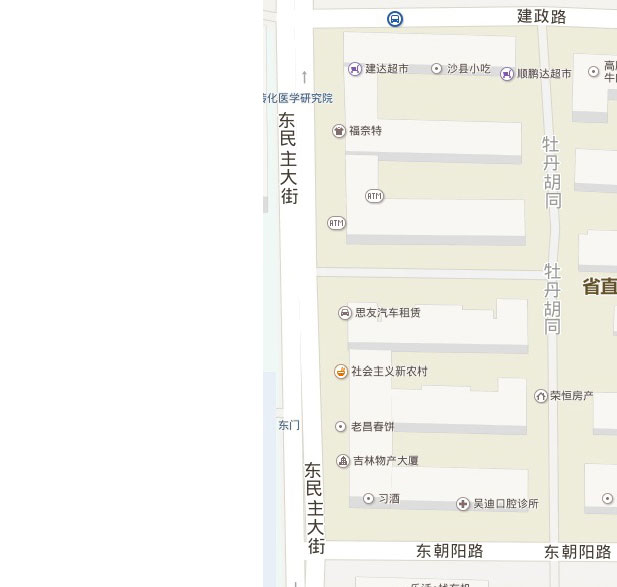 建政路
建达超市
沙县小吃
顺鹏达超市
化医学研究院
福奈特
东民主大街
牡丹胡同
ATM
ATM
牡丹胡同
省直
思友汽车租赁
社会主义新农村
荣恒房产
东门
老昌春饼
吉林物产大厦
东民主大街
习酒
吴迪口腔诊所
东朝阳路
东朝阳路